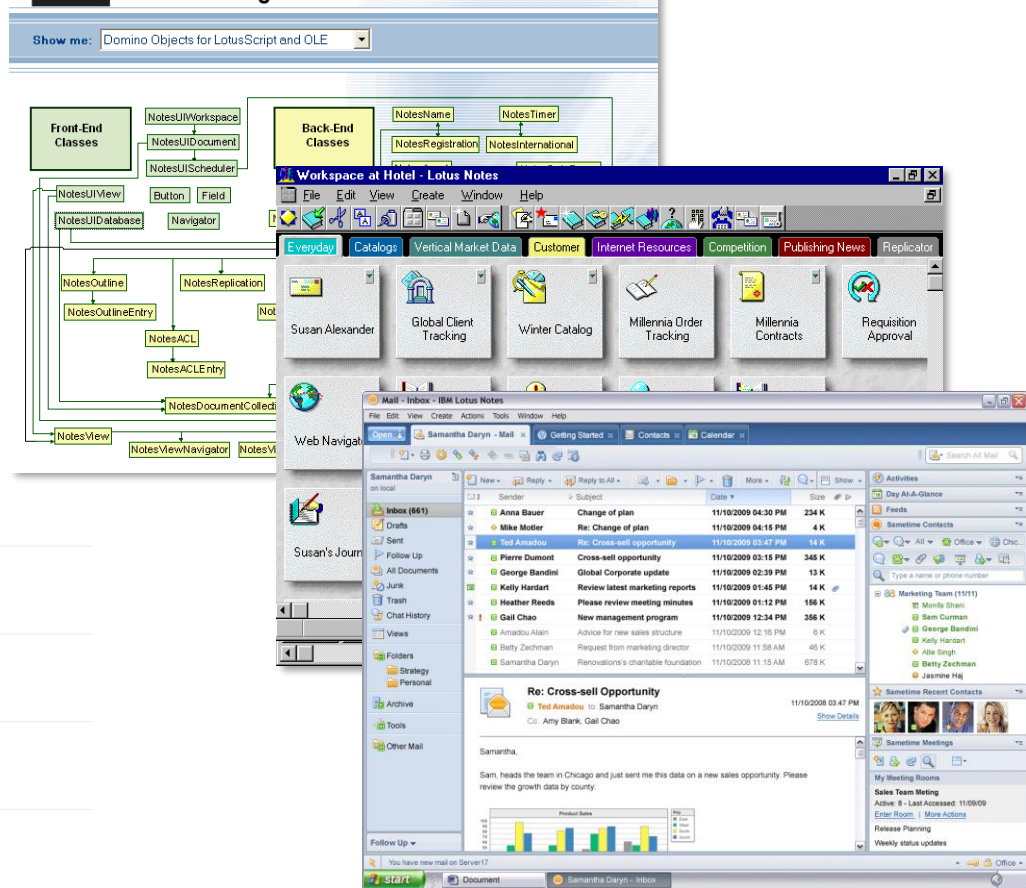 Show me: Domino Objects for LotusScript and OLE
Front-End Classes
NotesUIWorkspace
NotesUIDocument
NotesUIScheduler
Back-End Classes
NotesName
NotesTimer
NotesRegistration
NotesInternational
NotesUIView
Button
Field
NotesUIDatabase
Navigator
NotesOutline
NotesReplication
NotesOutlineEntry
NotesACL
NotesACLEntry
NotesDocumentCollecti
NotesView
NotesViewNavigator
Workspace at Hotel - Lotus Notes
File Edit View Create Window Help
Everyday Catalogs Vertical Market Data Customer Internet Resources Competition Publishing News Replicator
Susan Alexander
Global Client Tracking
Winter Catalog
Millennia Order Tracking
Millennia Contracts
Requisition Approval
Web Navigat
Susan's Journ
Mail - Inbox - IBM Lotus Notes
File Edit View Create Actions Tools Window Help
Open Samantha Daryn - Mail Getting Started Contacts Calendar
Search All Mail
Samantha Daryn
on local
New Reply Reply to All More Show
Sender Subject Date Size
Inbox (661)
Drafts
Sent
Follow Up
All Documents
Junk
Trash
Chat History
Views
Folders
Strategy
Personal
Archive
Tools
Other Mail
Follow Up
Anna Bauer Change of plan 11/10/2009 04:30 PM 234 K
Mike Motler Re: Change of plan 11/10/2009 04:15 PM 4 K
Ted Amadou Re: Cross-sell opportunity 11/10/2009 03:47 PM 14 K
Pierre Dumont Cross-sell opportunity 11/10/2009 03:15 PM 345 K
George Bandini Global Corporate update 11/10/2009 02:39 PM 13 K
Kelly Hardart Review latest marketing reports 11/10/2009 01:45 PM 14 K
Heather Reeds Please review meeting minutes 11/10/2009 01:12 PM 156 K
Gail Chao New management program 11/10/2009 12:34 PM 356 K
Amadou Alain Advice for new sales structure 11/10/2009 12:16 PM 6 K
Betty Zechman Request from marketing director 11/10/2009 11:58 AM 46 K
Samantha Daryn Renovations's charitable foundation 11/10/2008 11:15 AM 678 K
Re: Cross-sell Opportunity
Ted Amadou to Samantha Daryn
Cc Amy Blank, Gail Chao
11/10/2008 03:47 PM
Show Details
Samantha,
Sam, heads the team in Chicago and just sent me this data on a new sales opportunity. Please
review the growth data by county:
Product Sales
Key
Activities
Day At-A-Glance
Feeds
Sametime Contacts
All Office Chic...
Type a name or phone number
Marketing Team (11/11)
Monifa Shani
Sam Curman
George Bandini
Kelly Hardart
Allie Singh
Betty Zechman
Jasmine Haj
Sametime Recent Contacts
Sametime Meetings
My Meeting Rooms
Sales Team Meting
Active: 8 - Last Accessed: 11/09/09
Enter Room | More Actions
Release Planning
Weekly status updates
You have new mail on Server17
Office
start Document Samantha Daryn - Inbox